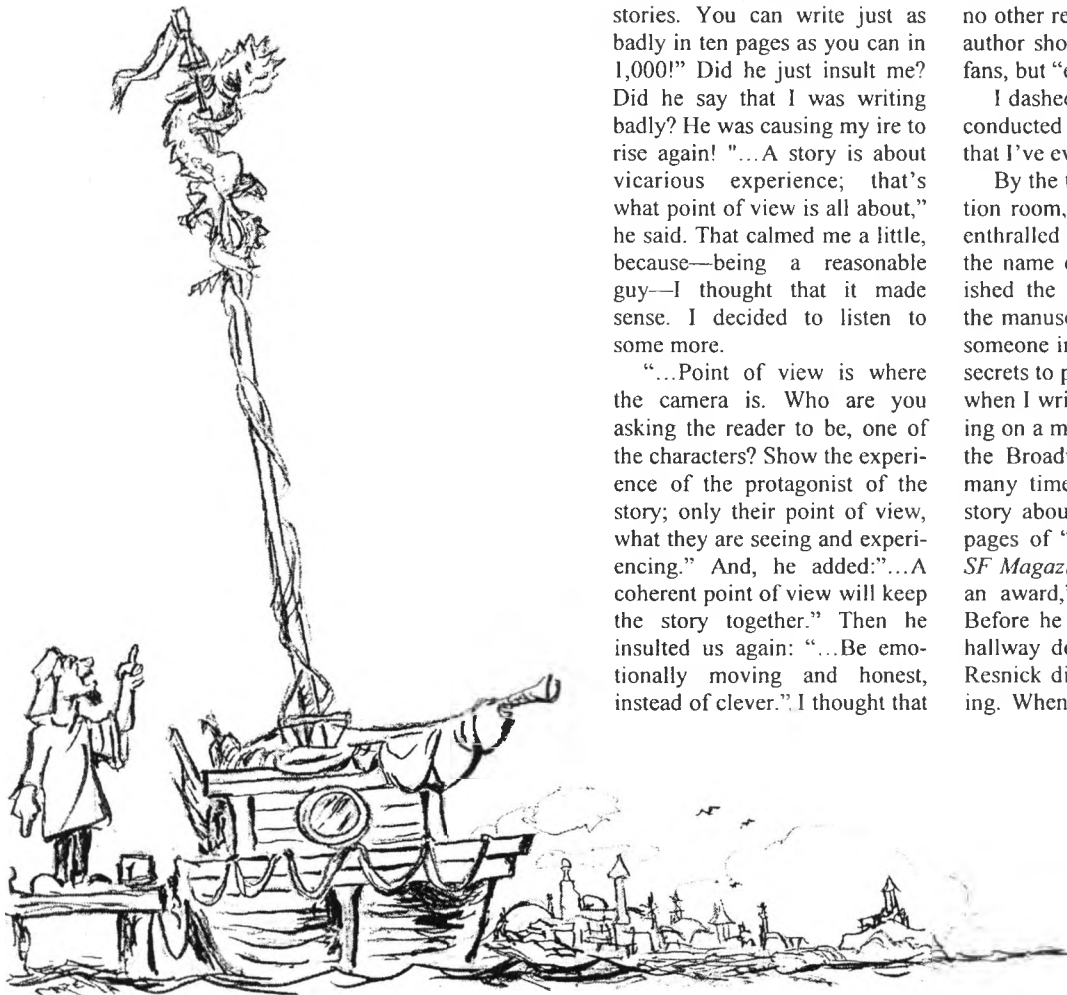 stories. You can write just as
badly in ten pages as you can in
1,000!” Did he just insult me?
Did he say that I was writing
badly? He was causing my ire to
rise again! "…A story is about
vicarious experience; that's
what point of view is all about,”
he said. That calmed me a little,
because—being a reasonable
guy—I thought that it made
sense. I decided to listen to
some more.
“…Point of view is where
the camera is. Who are you
asking the reader to be, one of
the characters? Show the experi-
ence of the protagonist of the
story; only their point of view,
what they are seeing and experi-
encing.” And, he added:”…A
coherent point of view will keep
the story together.” Then he
insulted us again: “…Be emo-
tionally moving and honest,
instead of clever.” I thought that
no other re
author sho
fans, but “e
I dashed
conducted
that I've ev
By the t
tion room,
enthralled
the name o
ished the
the manusc
someone in
secrets to p
when I wri
ing on a m
the Broad
many time
story abou
pages of “
SF Magaz
an award,
Before he
hallway de
Resnick di
ing. When